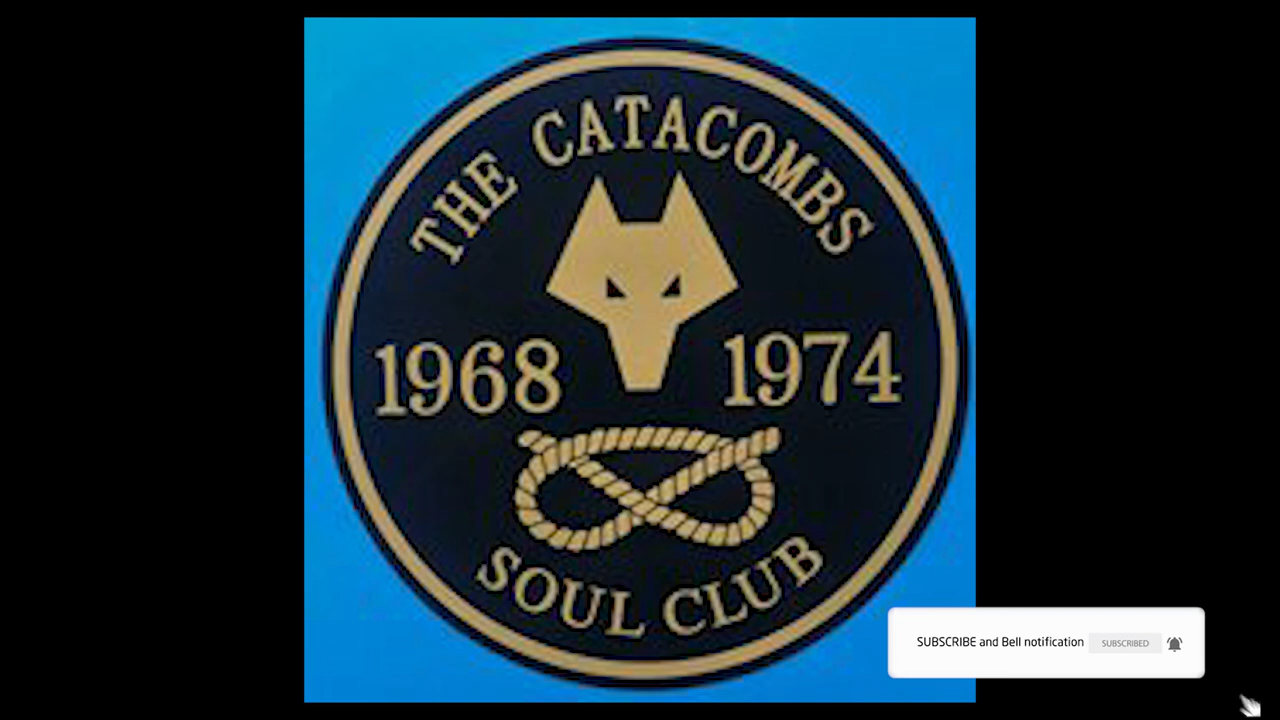 THE CATACOMBS
1968 1974
SOUL CLUB
SUBSCRIBE and Bell notification SUBSCRIBED